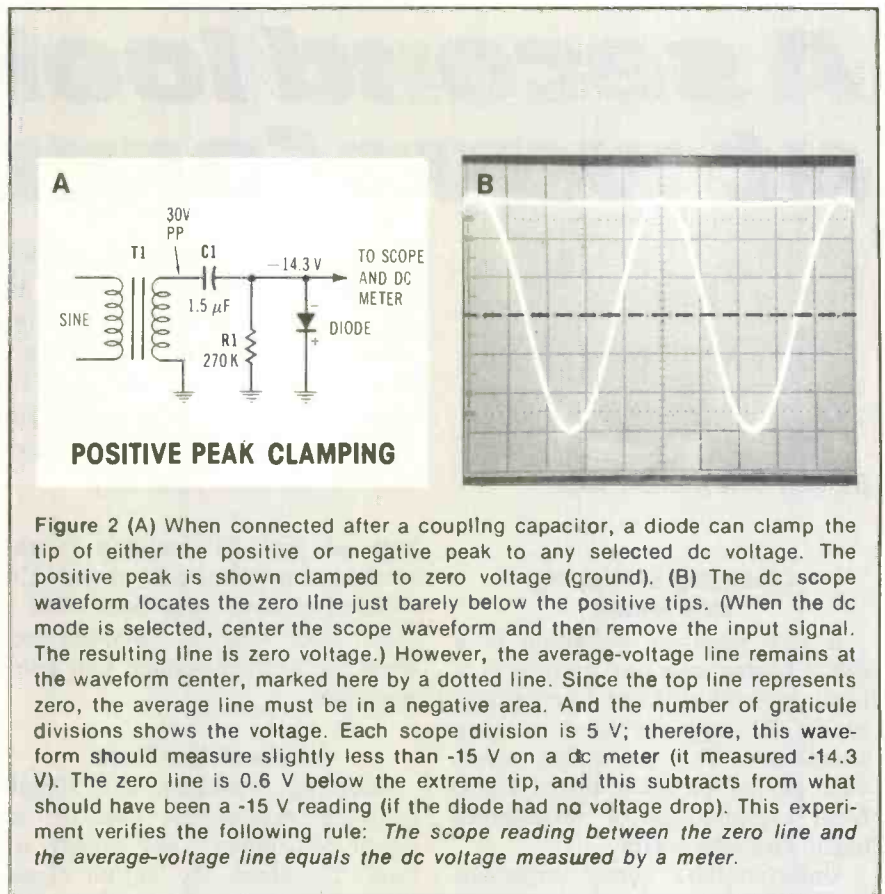 A
B
30V
PP
T1
C1
−14.3 V
TO SCOPE
AND DC
METER
SINE
1.5 μF
R1
270K
−
DIODE
+
POSITIVE PEAK CLAMPING
Figure 2 (A) When connected after a coupling capacitor, a diode can clamp the
tip of either the positive or negative peak to any selected dc voltage. The
positive peak is shown clamped to zero voltage (ground). (B) The dc scope
waveform locates the zero line just barely below the positive tips. (When the dc
mode is selected, center the scope waveform and then remove the input signal.
The resulting line is zero voltage.) However, the average-voltage line remains at
the waveform center, marked here by a dotted line. Since the top line represents
zero, the average line must be in a negative area. And the number of graticule
divisions shows the voltage. Each scope division is 5 V; therefore, this wave-
form should measure slightly less than -15 V on a dc meter (it measured -14.3
V). The zero line is 0.6 V below the extreme tip, and this subtracts from what
should have been a -15 V reading (if the diode had no voltage drop). This experi-
ment verifies the following rule: The scope reading between the zero line and
the average-voltage line equals the dc voltage measured by a meter.